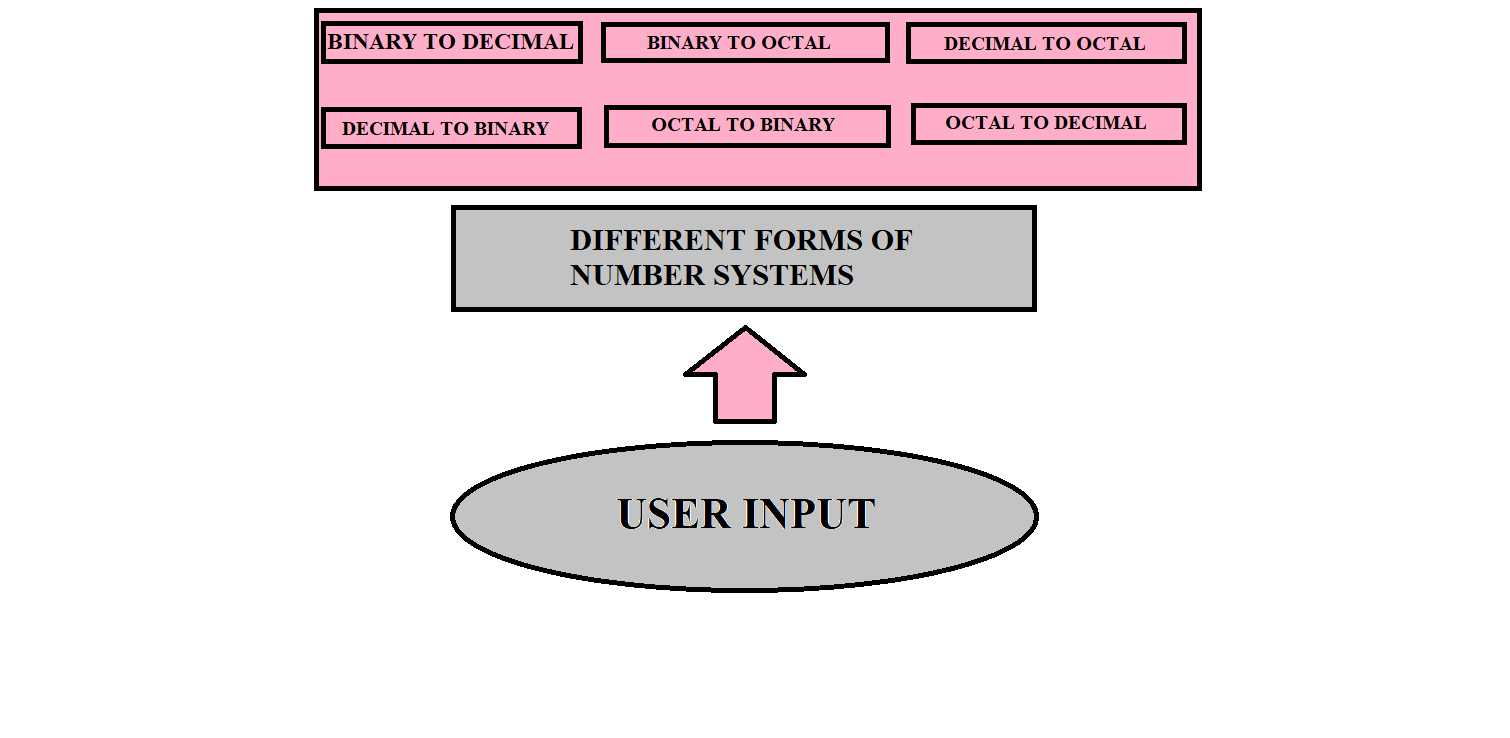 BINARY TO DECIMAL
BINARY TO OCTAL
DECIMAL TO OCTAL
DECIMAL TO BINARY
OCTAL TO BINARY
OCTAL TO DECIMAL
DIFFERENT FORMS OF
NUMBER SYSTEMS
USER INPUT